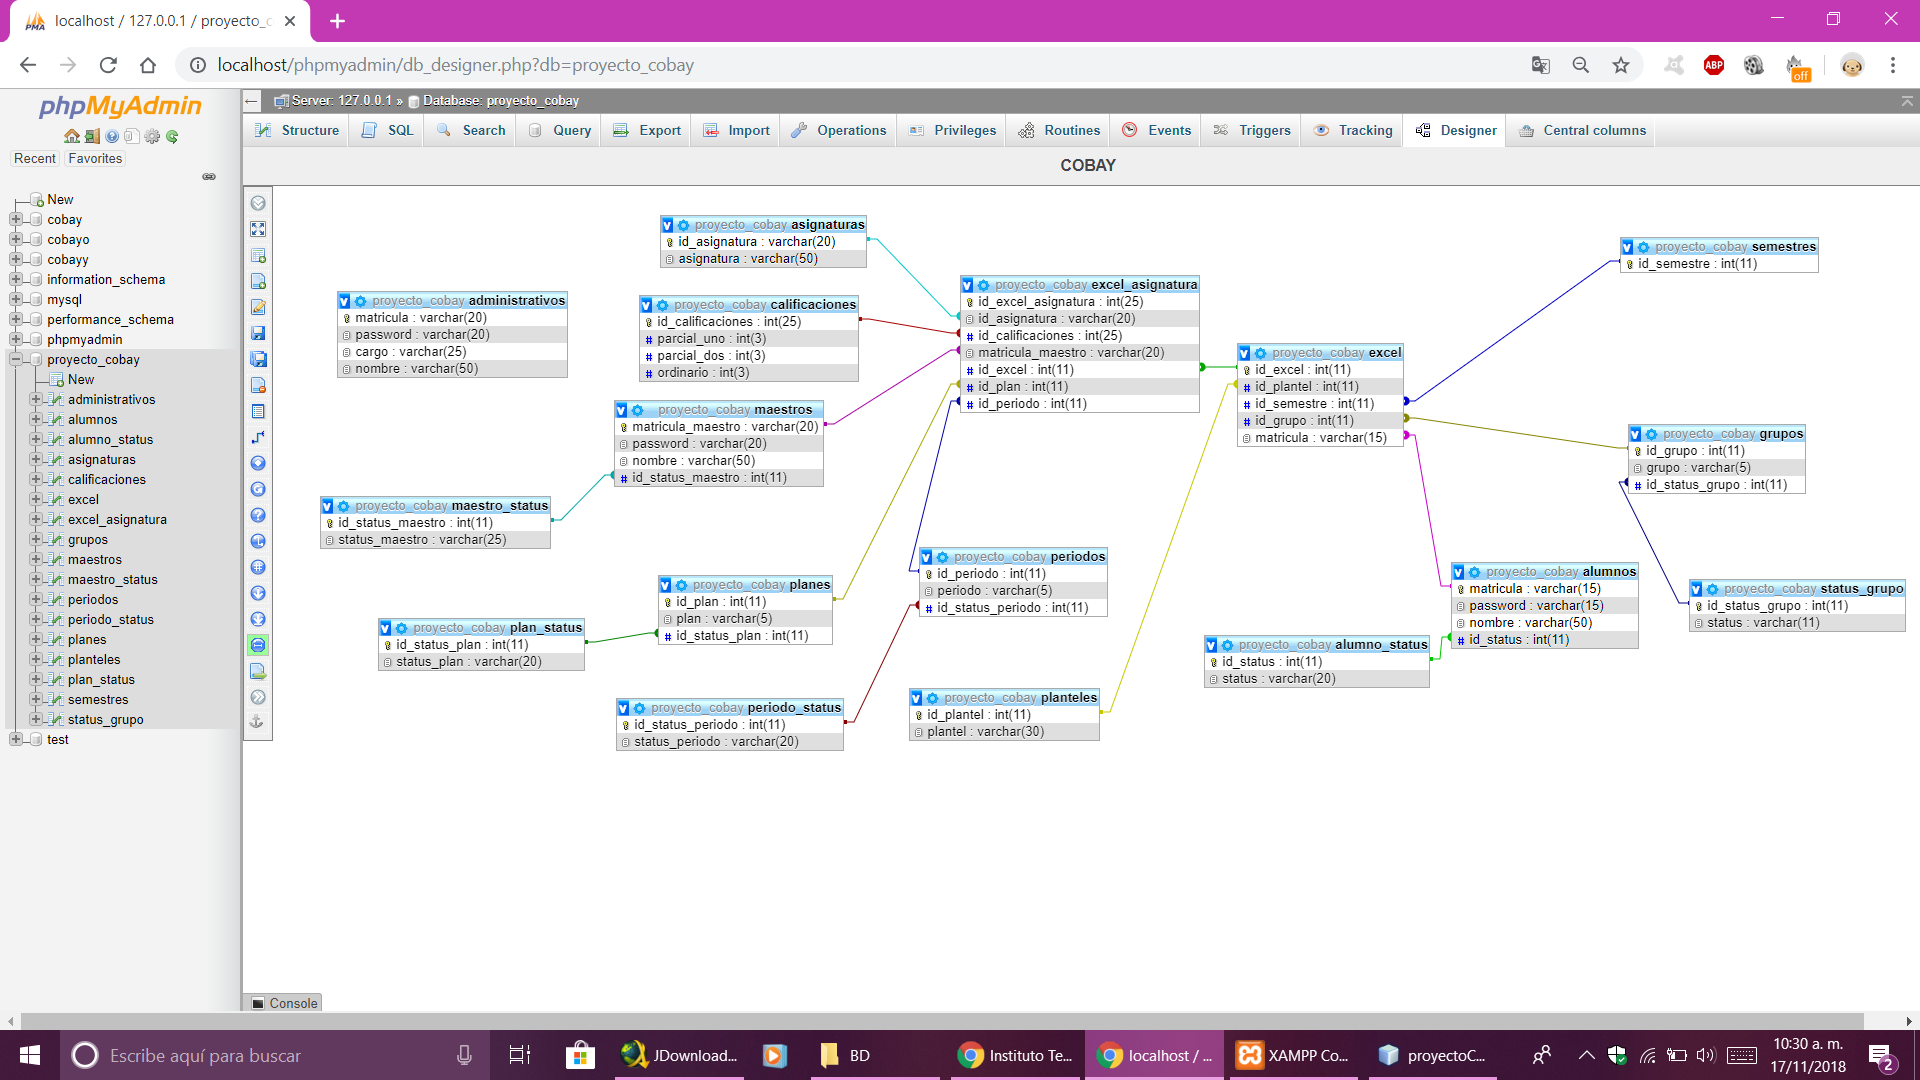 localhost / 127.0.0.1 / proyecto_c
localhost/phpmyadmin/db_designer.php?db=proyecto_cobay
ABP
off
phpMyAdmin
Recent
Favorites
New
cobay
cobayo
cobayy
information_schema
mysql
performance_schema
phpmyadmin
proyecto_cobay
New
administrativos
alumnos
alumno_status
asignaturas
calificaciones
excel
excel_asignatura
grupos
maestros
maestro_status
periodos
periodo_status
planes
planteles
plan_status
semestres
status_grupo
test
Server: 127.0.0.1 » Database: proyecto_cobay
Structure SQL Search Query Export Import Operations Privileges Routines Events Triggers Tracking Designer Central columns
COBAY
proyecto_cobay asignaturas
id_asignatura : varchar(20)
asignatura : varchar(50)
proyecto_cobay administrativos
matricula : varchar(20)
password : varchar(20)
cargo : varchar(25)
nombre : varchar(50)
proyecto_cobay calificaciones
id_calificaciones : int(25)
parcial_uno : int(3)
parcial_dos : int(3)
ordinario : int(3)
proyecto_cobay maestros
matricula_maestro : varchar(20)
password : varchar(20)
nombre : varchar(50)
id_status_maestro : int(11)
proyecto_cobay maestro_status
id_status_maestro : int(11)
status_maestro : varchar(25)
proyecto_cobay planes
id_plan : int(11)
plan : varchar(5)
id_status_plan : int(11)
proyecto_cobay plan_status
id_status_plan : int(11)
status_plan : varchar(20)
proyecto_cobay periodo_status
id_status_periodo : int(11)
status_periodo : varchar(20)
proyecto_cobay excel_asignatura
id_excel_asignatura : int(25)
id_asignatura : varchar(20)
id_calificaciones : int(25)
matricula_maestro : varchar(20)
id_excel : int(11)
id_plan : int(11)
id_periodo : int(11)
proyecto_cobay periodos
id_periodo : int(11)
periodo : varchar(5)
id_status_periodo : int(11)
proyecto_cobay planteles
id_plantel : int(11)
plantel : varchar(30)
proyecto_cobay excel
id_excel : int(11)
id_plantel : int(11)
id_semestre : int(11)
id_grupo : int(11)
matricula : varchar(15)
proyecto_cobay semestres
id_semestre : int(11)
proyecto_cobay grupos
id_grupo : int(11)
grupo : varchar(5)
id_status_grupo : int(11)
proyecto_cobay alumnos
matricula : varchar(15)
password : varchar(15)
nombre : varchar(50)
id_status : int(11)
proyecto_cobay status_grupo
id_status_grupo : int(11)
status : varchar(11)
proyecto_cobay alumno_status
id_status : int(11)
status : varchar(20)
Console
Escribe aquí para buscar
JDownload...
BD
Instituto Te...
localhost / ...
XAMPP Co...
proyectoC...
10:30 a. m.
17/11/2018
2